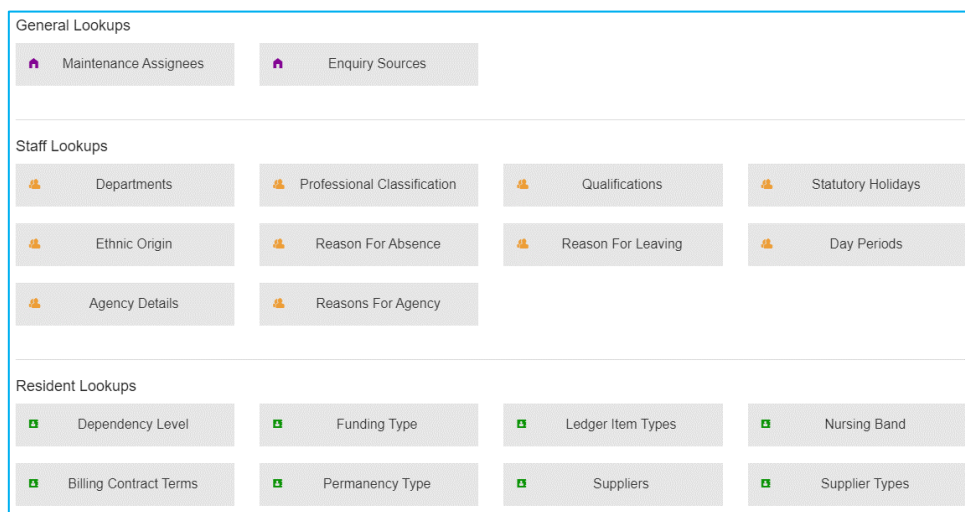 General Lookups
Maintenance Assignees Enquiry Sources
Staff Lookups
Departments Professional Classification Qualifications Statutory Holidays
Ethnic Origin Reason For Absence Reason For Leaving Day Periods
Agency Details Reasons For Agency
Resident Lookups
Dependency Level Funding Type Ledger Item Types Nursing Band
Billing Contract Terms Permanency Type Suppliers Supplier Types